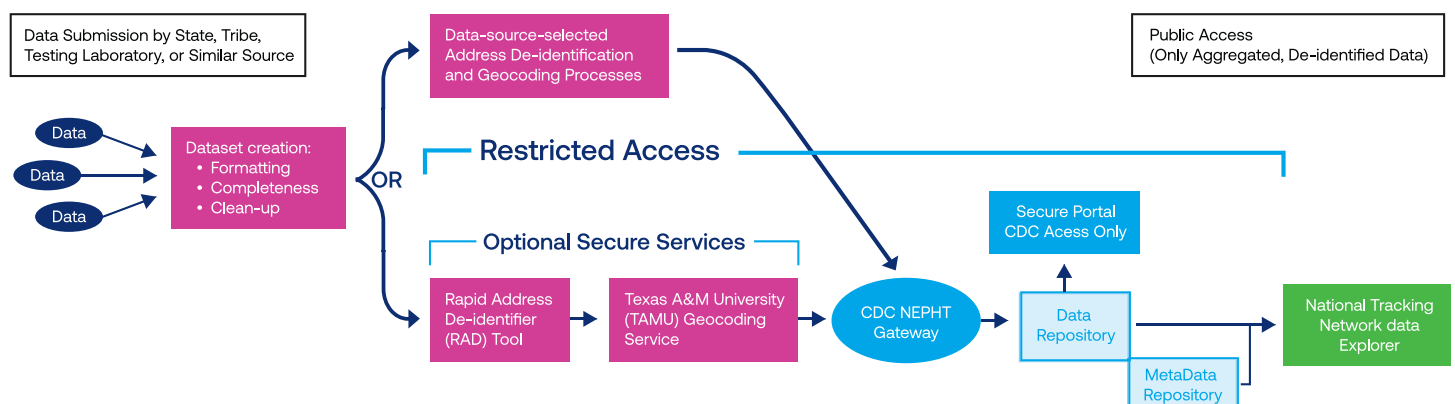 Data Submission by State, Tribe,
Testing Laboratory, or Similar Source
Data-source-selected
Address De-identification
and Geocoding Processes
Public Access
(Only Aggregated, De-identified Data)
Data
Data
Data
Dataset creation:
• Formatting
• Completeness
• Clean-up
OR
Restricted Access
Secure Portal
CDC Acess Only
Optional Secure Services
Rapid Address
De-identifier
(RAD) Tool
Texas A&M University
(TAMU) Geocoding
Service
CDC NEPHT
Gateway
Data
Repository
MetaData
Repository
National Tracking
Network data
Explorer